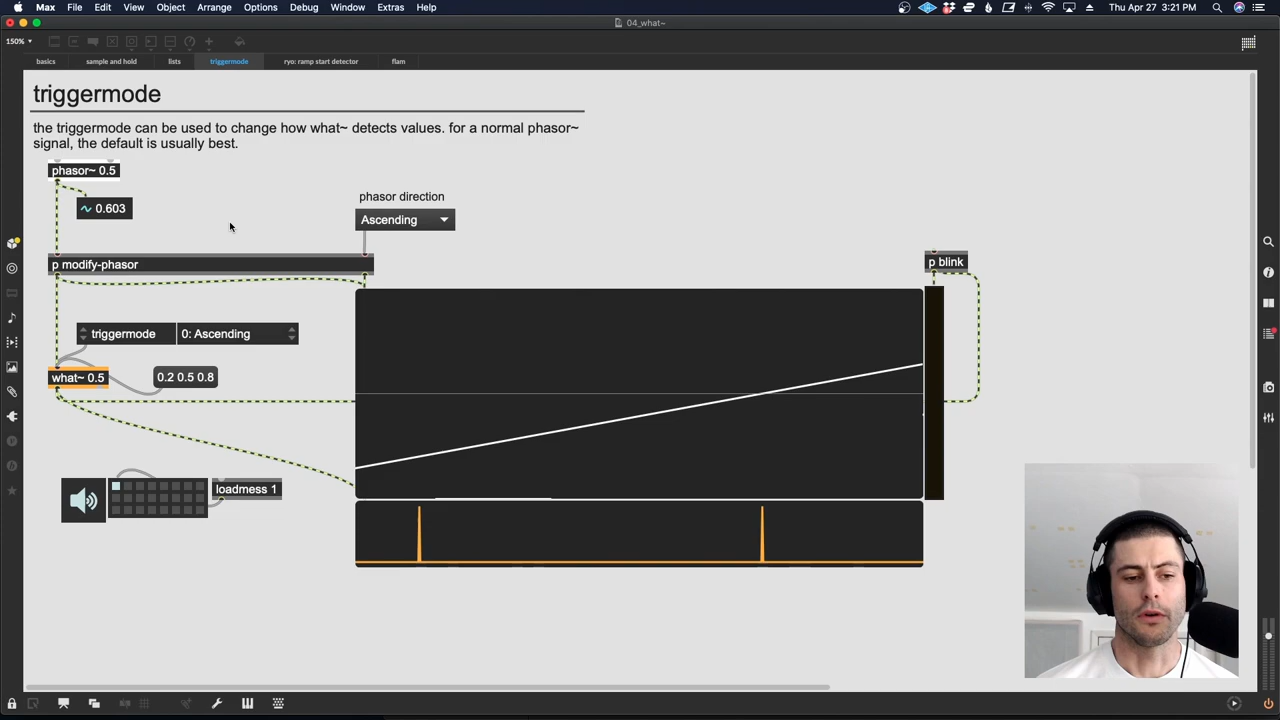 Max File Edit View Object Arrange Options Debug Window Extras Help
Thu Apr 27 3:21 PM
04_what~
150%
basics sample and hold lists triggermode ryo: ramp start detector flam
triggermode
the triggermode can be used to change how what~ detects values. for a normal phasor~
signal, the default is usually best.
phasor~ 0.5
0.603
phasor direction
Ascending
p modify-phasor
p blink
triggermode 0: Ascending
what~ 0.5
0.2 0.5 0.8
loadmess 1